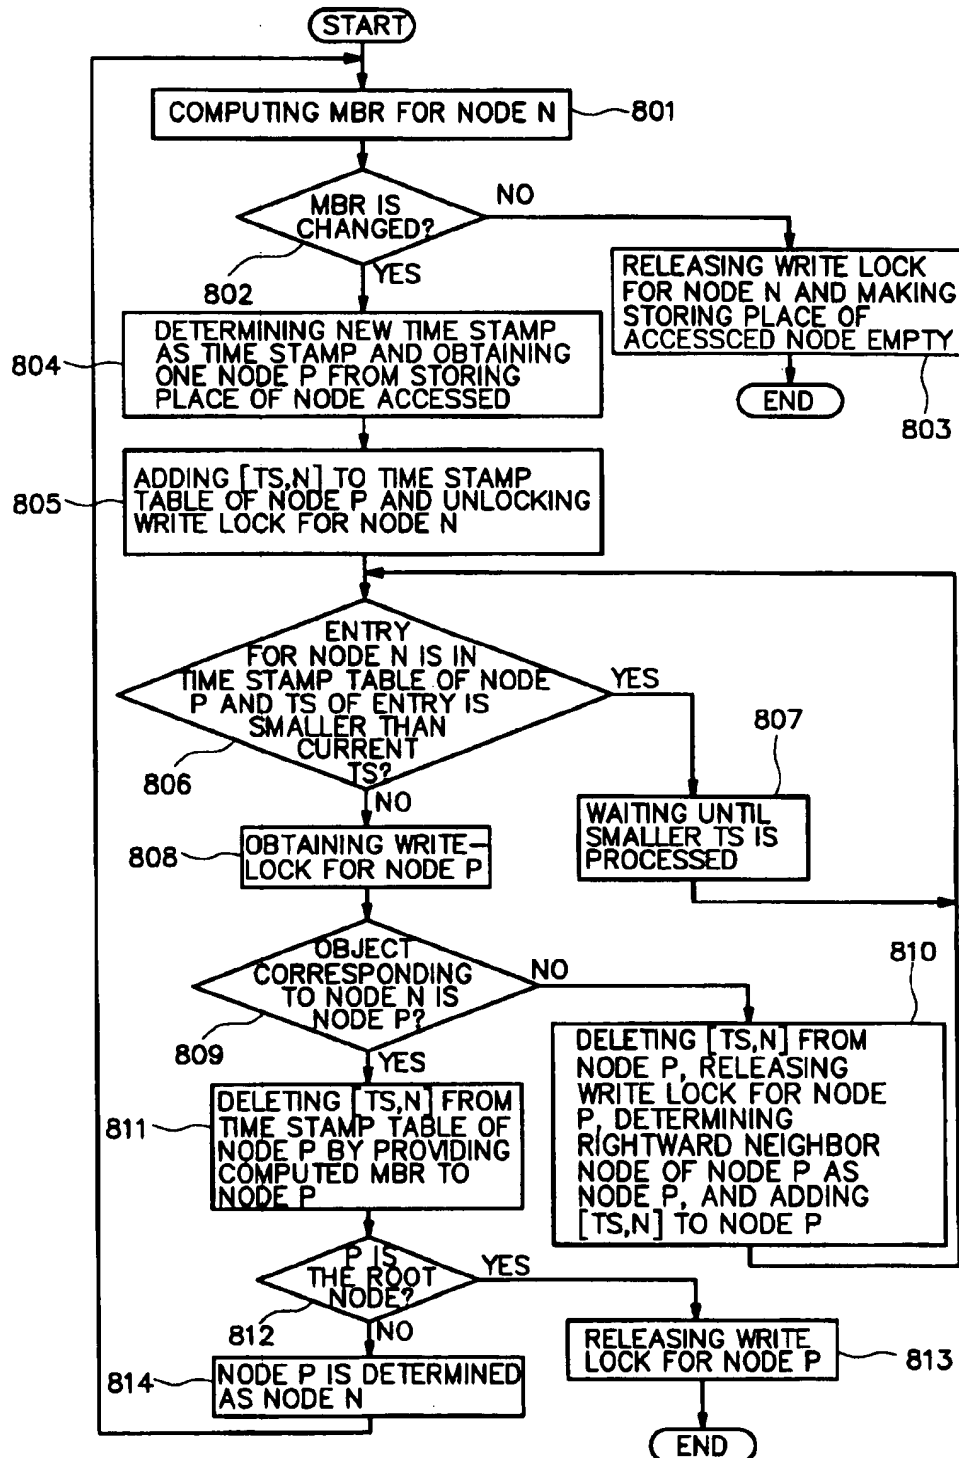 START
COMPUTING MBR FOR NODE N
801
MBR IS
CHANGED?
NO
802
YES
RELEASING WRITE LOCK
FOR NODE N AND MAKING
STORING PLACE OF
ACCESSCED NODE EMPTY
803
END
804
DETERMINING NEW TIME STAMP
AS TIME STAMP AND OBTAINING
ONE NODE P FROM STORING
PLACE OF NODE ACCESSED
805
ADDING [TS,N] TO TIME STAMP
TABLE OF NODE P AND UNLOCKING
WRITE LOCK FOR NODE N
ENTRY
FOR NODE N IS IN
TIME STAMP TABLE OF NODE
P AND TS OF ENTRY IS
SMALLER THAN
CURRENT
TS?
YES
806
NO
807
WAITING UNTIL
SMALLER TS IS
PROCESSED
808
OBTAINING WRITE-
LOCK FOR NODE P
OBJECT
CORRESPONDING
TO NODE N IS
NODE P?
NO
809
YES
810
DELETING [TS,N] FROM
NODE P, RELEASING
WRITE LOCK FOR NODE
P, DETERMINING
RIGHTWARD NEIGHBOR
NODE OF NODE P AS
NODE P, AND ADDING
[TS,N] TO NODE P
811
DELETING [TS,N] FROM
TIME STAMP TABLE OF
NODE P BY PROVIDING
COMPUTED MBR TO
NODE P
P IS
THE ROOT
NODE?
YES
812
NO
RELEASING WRITE
LOCK FOR NODE P
813
814
NODE P IS DETERMINED
AS NODE N
END